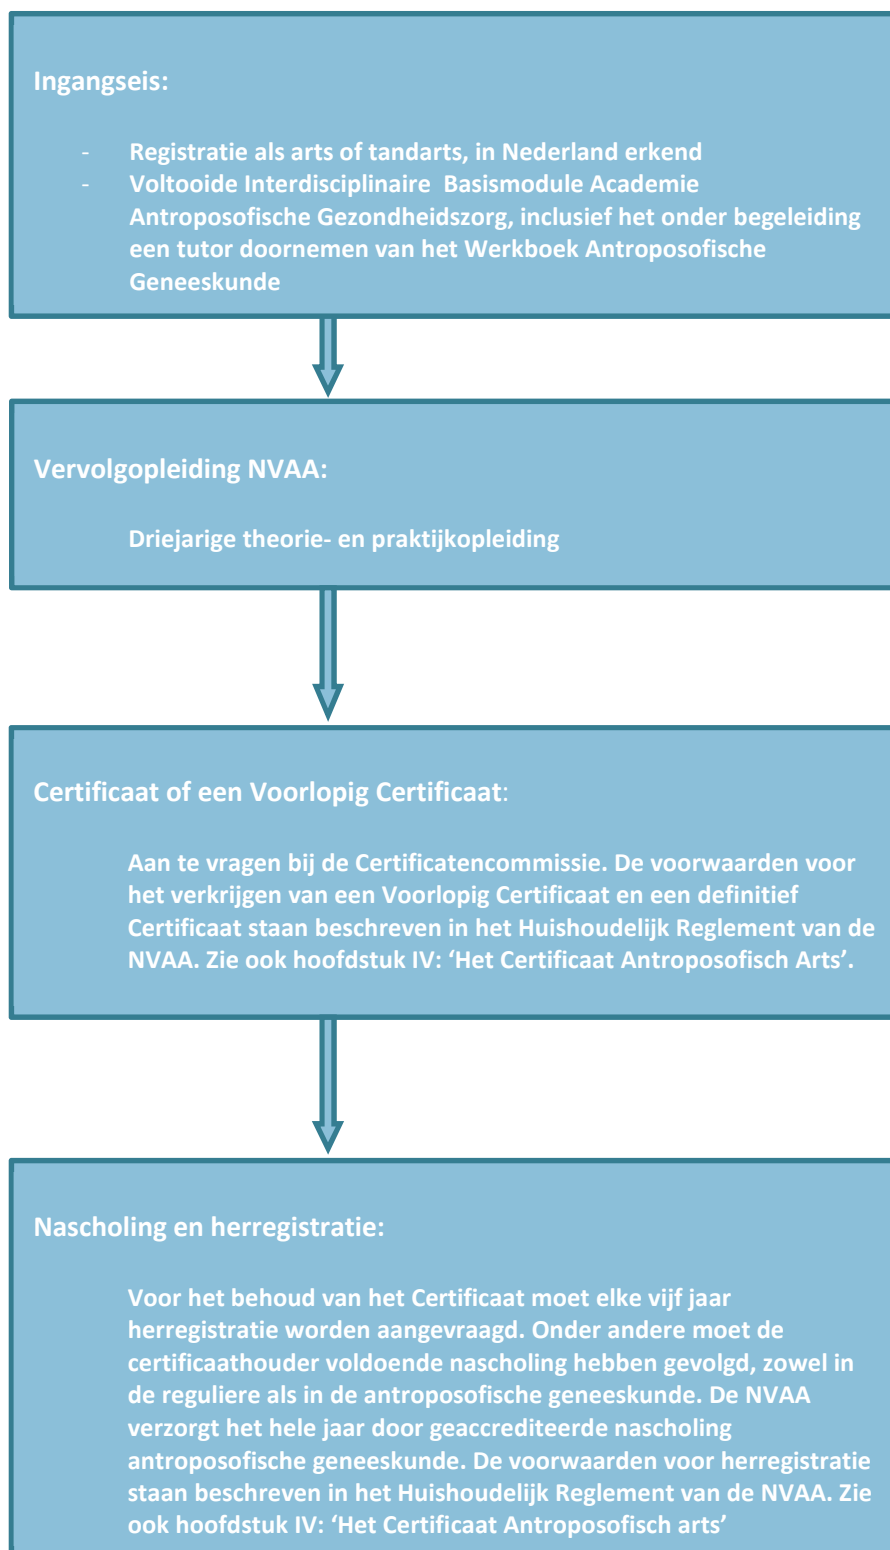 Ingangseis:
- Registratie als arts of tandarts, in Nederland erkend
- Voltooide Interdisciplinaire Basismodule Academie
Antroposofische Gezondheidszorg, inclusief het onder begeleiding
een tutor doornemen van het Werkboek Antroposofische
Geneeskunde
Vervolgopleiding NVAA:
Driejarige theorie- en praktijkopleiding
Certificaat of een Voorlopig Certificaat:
Aan te vragen bij de Certificatencommissie. De voorwaarden voor
het verkrijgen van een Voorlopig Certificaat en een definitief
Certificaat staan beschreven in het Huishoudelijk Reglement van de
NVAA. Zie ook hoofdstuk IV: ‘Het Certificaat Antroposofisch Arts’.
Nascholing en herregistratie:
Voor het behoud van het Certificaat moet elke vijf jaar
herregistratie worden aangevraagd. Onder andere moet de
certificaathouder voldoende nascholing hebben gevolgd, zowel in
de reguliere als in de antroposofische geneeskunde. De NVAA
verzorgt het hele jaar door geaccrediteerde nascholing
antroposofische geneeskunde. De voorwaarden voor herregistratie
staan beschreven in het Huishoudelijk Reglement van de NVAA. Zie
ook hoofdstuk IV: ‘Het Certificaat Antroposofisch arts’